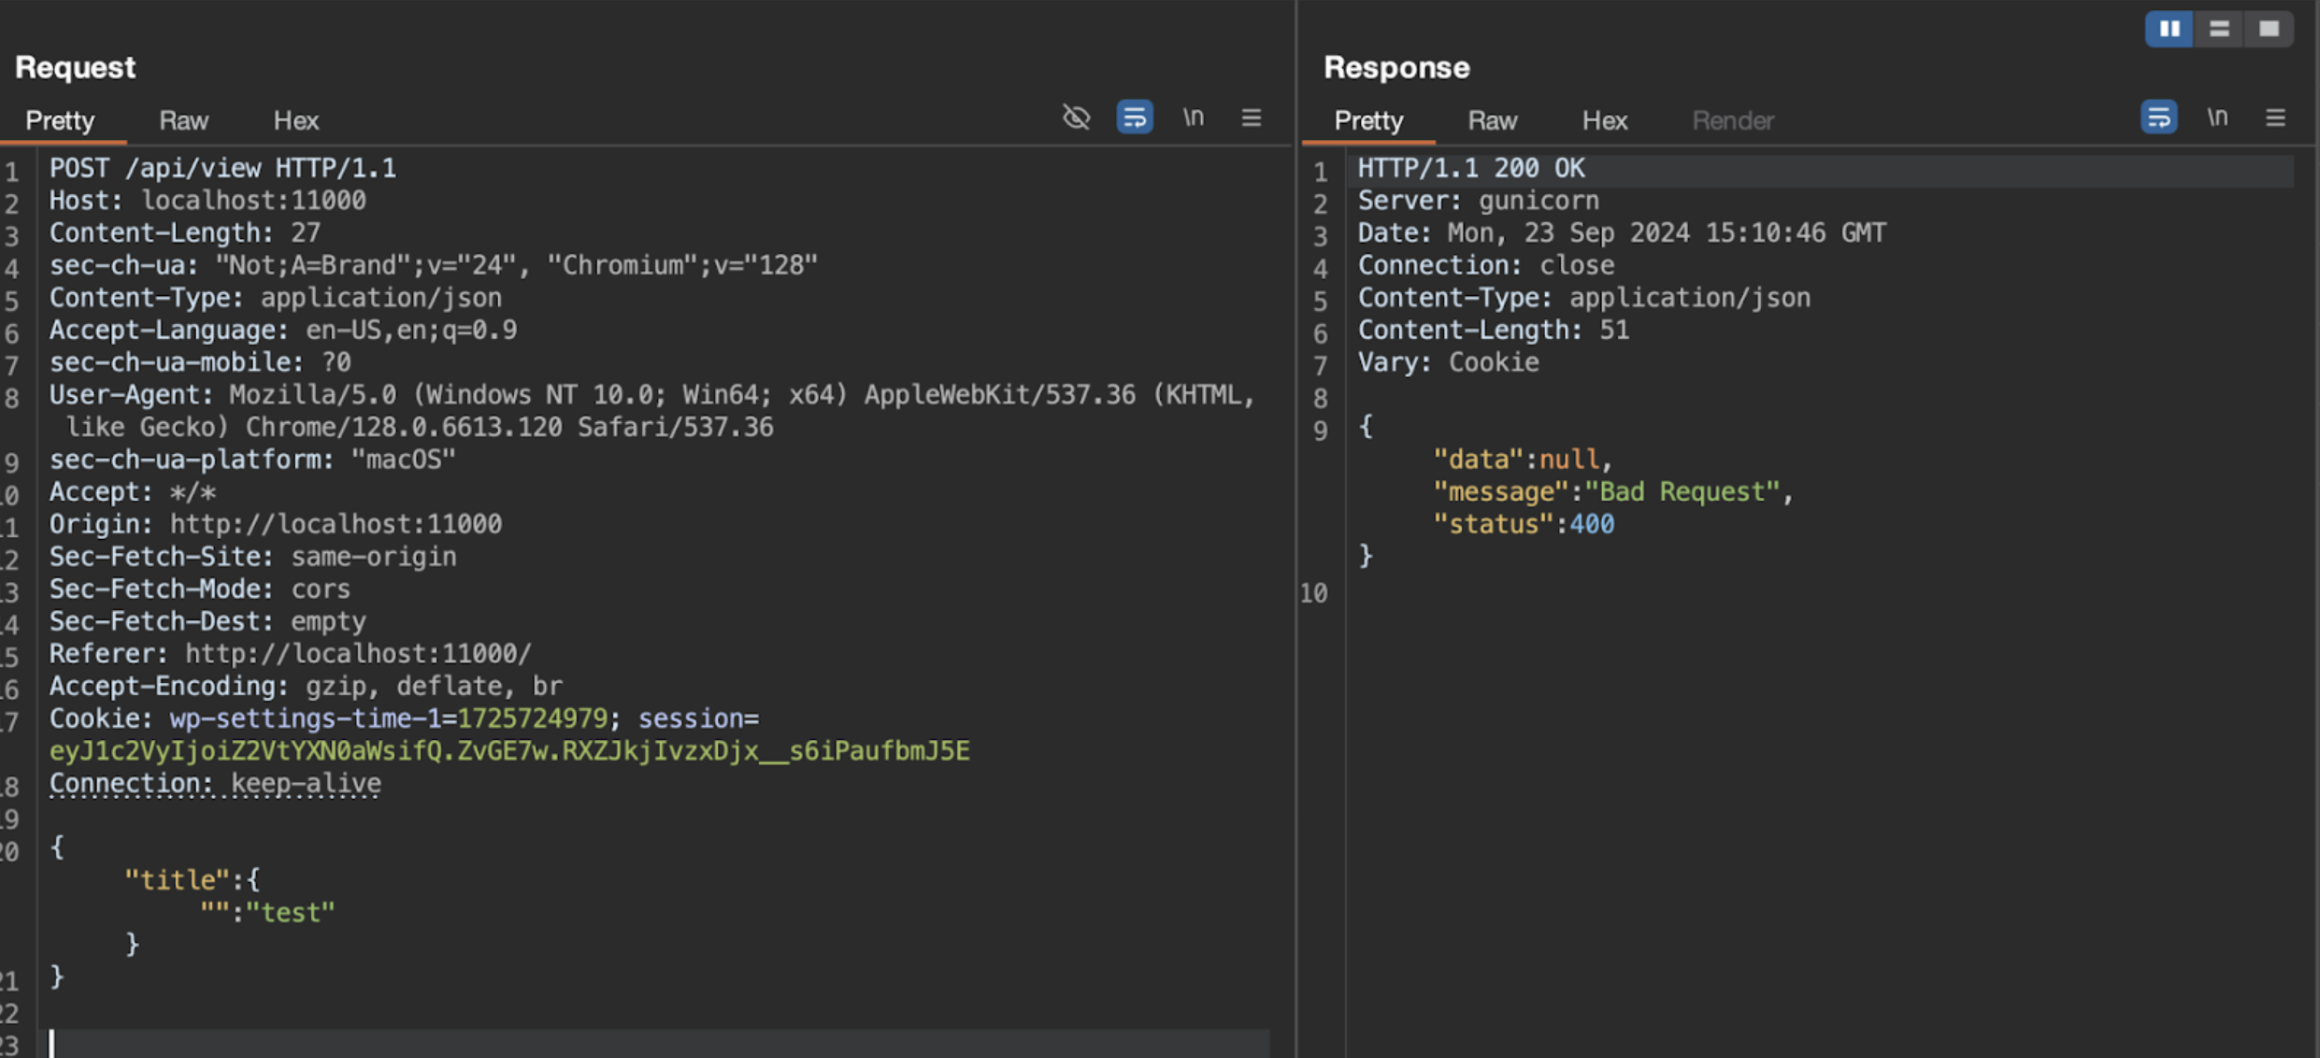 Request
Pretty Raw Hex \n
1 POST /api/view HTTP/1.1
2 Host: localhost:11000
3 Content-Length: 27
4 sec-ch-ua: "Not;A=Brand";v="24", "Chromium";v="128"
5 Content-Type: application/json
6 Accept-Language: en-US,en;q=0.9
7 sec-ch-ua-mobile: ?0
8 User-Agent: Mozilla/5.0 (Windows NT 10.0; Win64; x64) AppleWebKit/537.36 (KHTML,
like Gecko) Chrome/128.0.6613.120 Safari/537.36
9 sec-ch-ua-platform: "macOS"
10 Accept: */*
11 Origin: http://localhost:11000
12 Sec-Fetch-Site: same-origin
13 Sec-Fetch-Mode: cors
14 Sec-Fetch-Dest: empty
15 Referer: http://localhost:11000/
16 Accept-Encoding: gzip, deflate, br
17 Cookie: wp-settings-time-1=1725724979; session=
eyJ1c2VyIjoiZ2VtYXN0aWsifQ.ZvGE7w.RXZJkjIvzxDjx__s6iPaufbmJ5E
18 Connection: keep-alive
19
20 {
"title":{
"":"test"
}
21 }
22
23
Response
Pretty Raw Hex Render \n
1 HTTP/1.1 200 OK
2 Server: gunicorn
3 Date: Mon, 23 Sep 2024 15:10:46 GMT
4 Connection: close
5 Content-Type: application/json
6 Content-Length: 51
7 Vary: Cookie
8
9 {
"data":null,
"message":"Bad Request",
"status":400
}
10